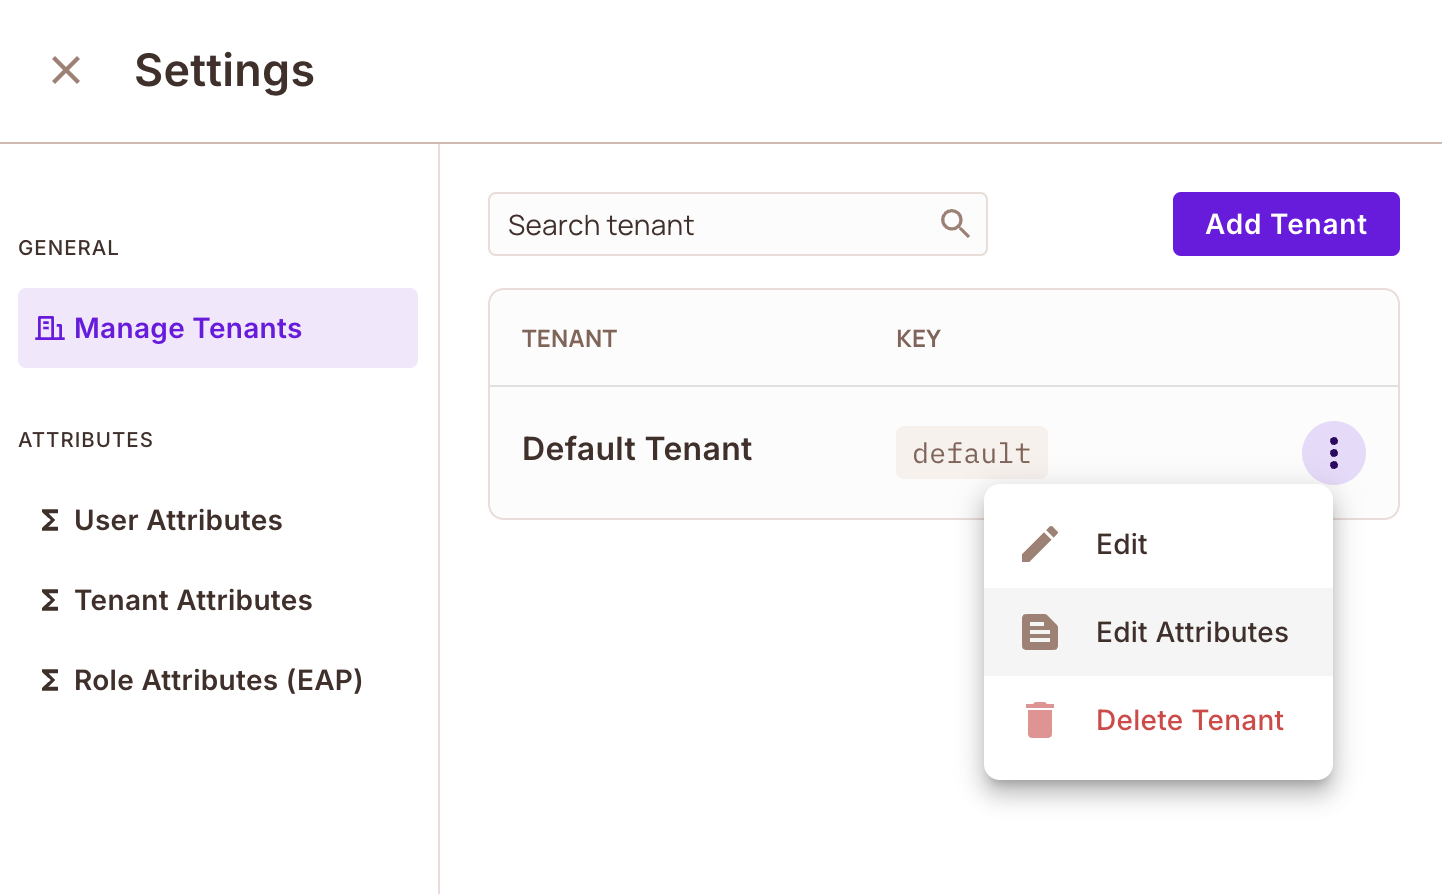 Settings
GENERAL
Manage Tenants
ATTRIBUTES
Σ User Attributes
Σ Tenant Attributes
Σ Role Attributes (EAP)
Search tenant
Add Tenant
TENANT KEY
Default Tenant default
Edit
Edit Attributes
Delete Tenant